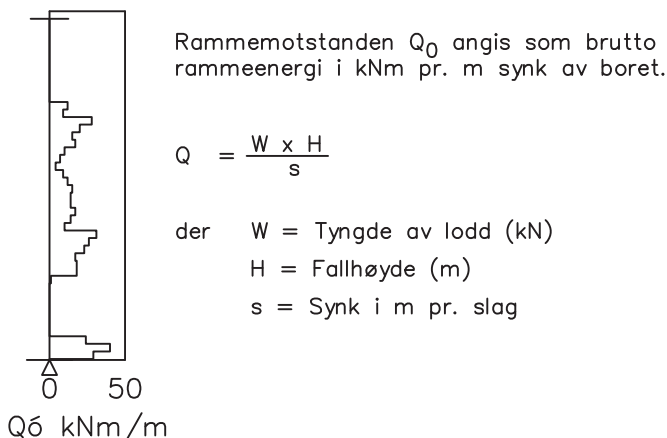 Rammemotstanden Q0 angis som brutto
rammeenergi i kNm pr. m synk av boret.
Q = W x H
s
der W = Tyngde av lodd (kN)
H = Fallhøyde (m)
s = Synk i m pr. slag
0 50
Qó kNm/m